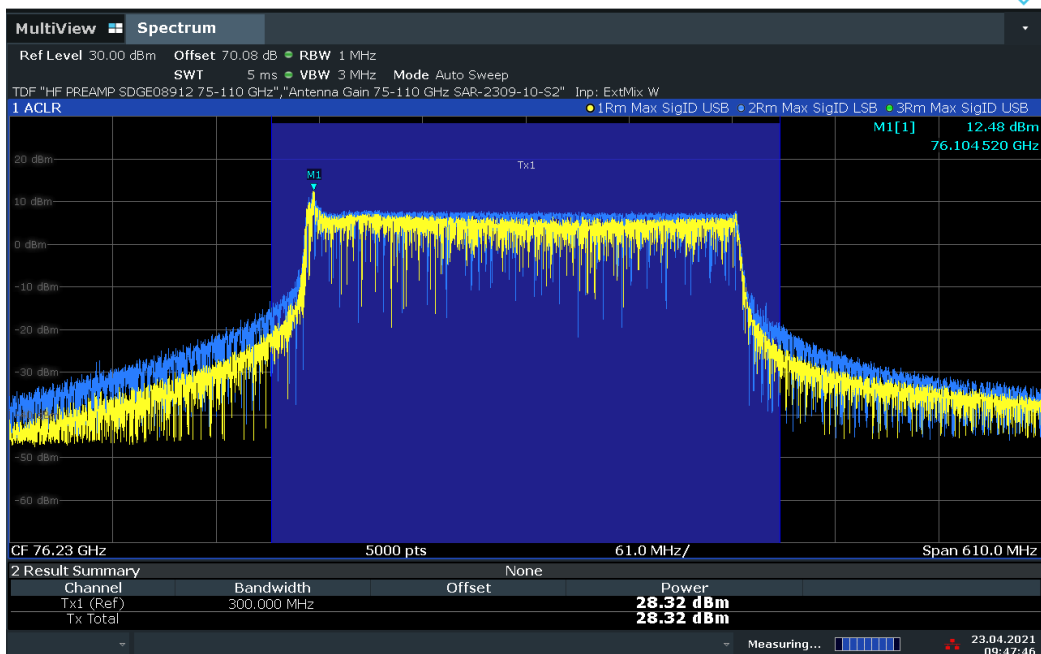 MultiView Spectrum
Ref Level 30.00 dBm Offset 70.08 dB RBW 1 MHz
SWT 5 ms VBW 3 MHz Mode Auto Sweep
TDF "HF PREAMP SDGE08912 75-110 GHz","Antenna Gain 75-110 GHz SAR-2309-10-S2" Inp: ExtMix W
1 ACLR 1Rm Max SigID USB 2Rm Max SigID LSB 3Rm Max SigID USB
M1[1] 12.48 dBm
76.104520 GHz
20 dBm
Tx1
M1
10 dBm
0 dBm
-10 dBm
-20 dBm
-30 dBm
-50 dBm
-60 dBm
CF 76.23 GHz 5000 pts 61.0 MHz/ Span 610.0 MHz
2 Result Summary None
Channel Bandwidth Offset Power
Tx1 (Ref) 300.000 MHz 28.32 dBm
Tx Total 28.32 dBm
Measuring... 23.04.2021
09:47:46